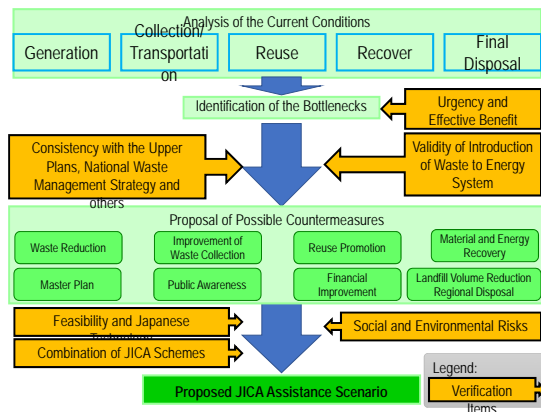 Analysis of the Current Conditions
Generation
Collection/
Transportati
on
Reuse
Recover
Final
Disposal
Identification of the Bottlenecks
Urgency and
Effective Benefit
Consistency with the Upper
Plans, National Waste
Management Strategy and
others
Validity of Introduction
of Waste to Energy
System
Proposal of Possible Countermeasures
Waste Reduction
Improvement of
Waste Collection
Reuse Promotion
Material and Energy
Recovery
Master Plan
Public Awareness
Financial
Improvement
Landfill Volume Reduction
Regional Disposal
Feasibility and Japanese
Technology
Social and Environmental Risks
Combination of JICA Schemes
Proposed JICA Assistance Scenario
Legend:
Verification
Items